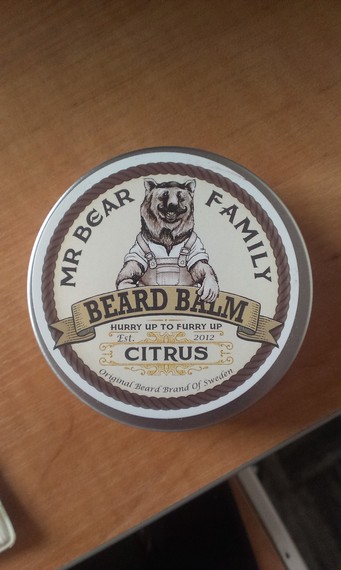 MR BEAR FAMILY
BEARD BALM
HURRY UP TO FURRY UP
Est. 2012
CITRUS
Original Beard Brand Of Sweden